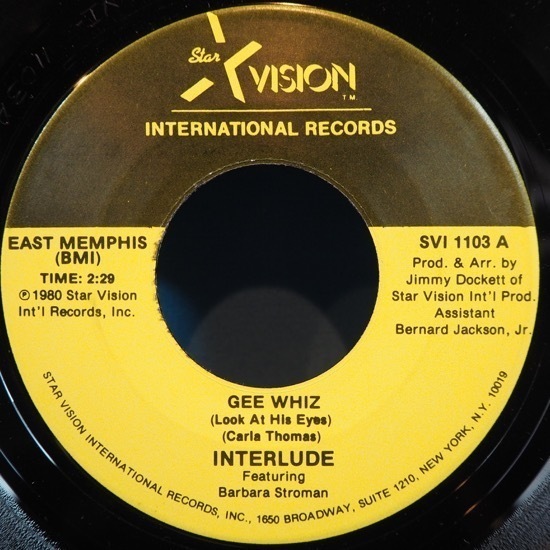 Star
VISION
T.M.
INTERNATIONAL RECORDS
EAST MEMPHIS
(BMI)
TIME: 2:29
℗ 1980 Star Vision
Int'l Records, Inc.
SVI 1103 A
Prod. & Arr. by
Jimmy Dockett of
Star Vision Int'l Prod.
Assistant
Bernard Jackson, Jr.
GEE WHIZ
(Look At His Eyes)
(Carla Thomas)
INTERLUDE
Featuring
Barbara Stroman
STAR VISION INTERNATIONAL RECORDS, INC., 1650 BROADWAY, SUITE 1210, NEW YORK, N.Y. 10019